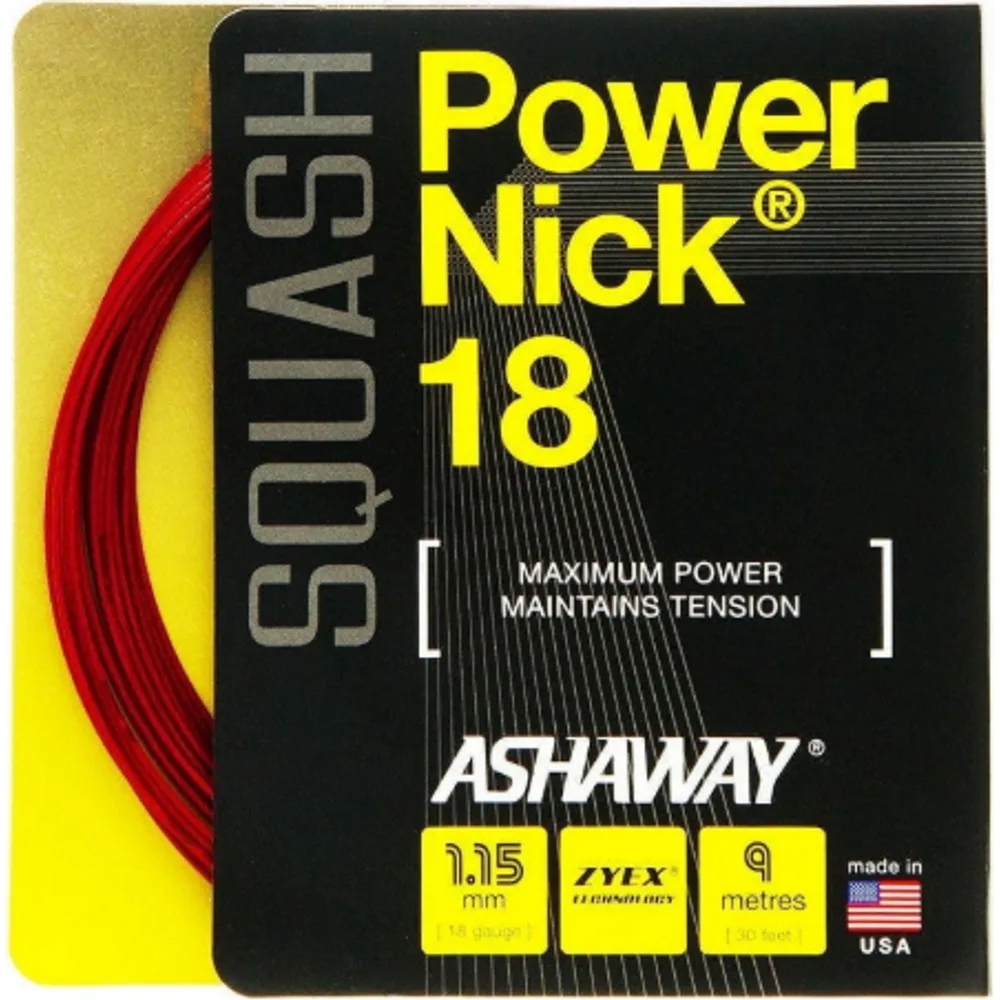 SQUASH
Power
Nick®
18
[ MAXIMUM POWER
MAINTAINS TENSION ]
ASHAWAY®
1.15
mm
[ 18 gauge ]
ZYEX®
TECHNOLOGY
9
metres
[ 30 feet ]
made in
USA